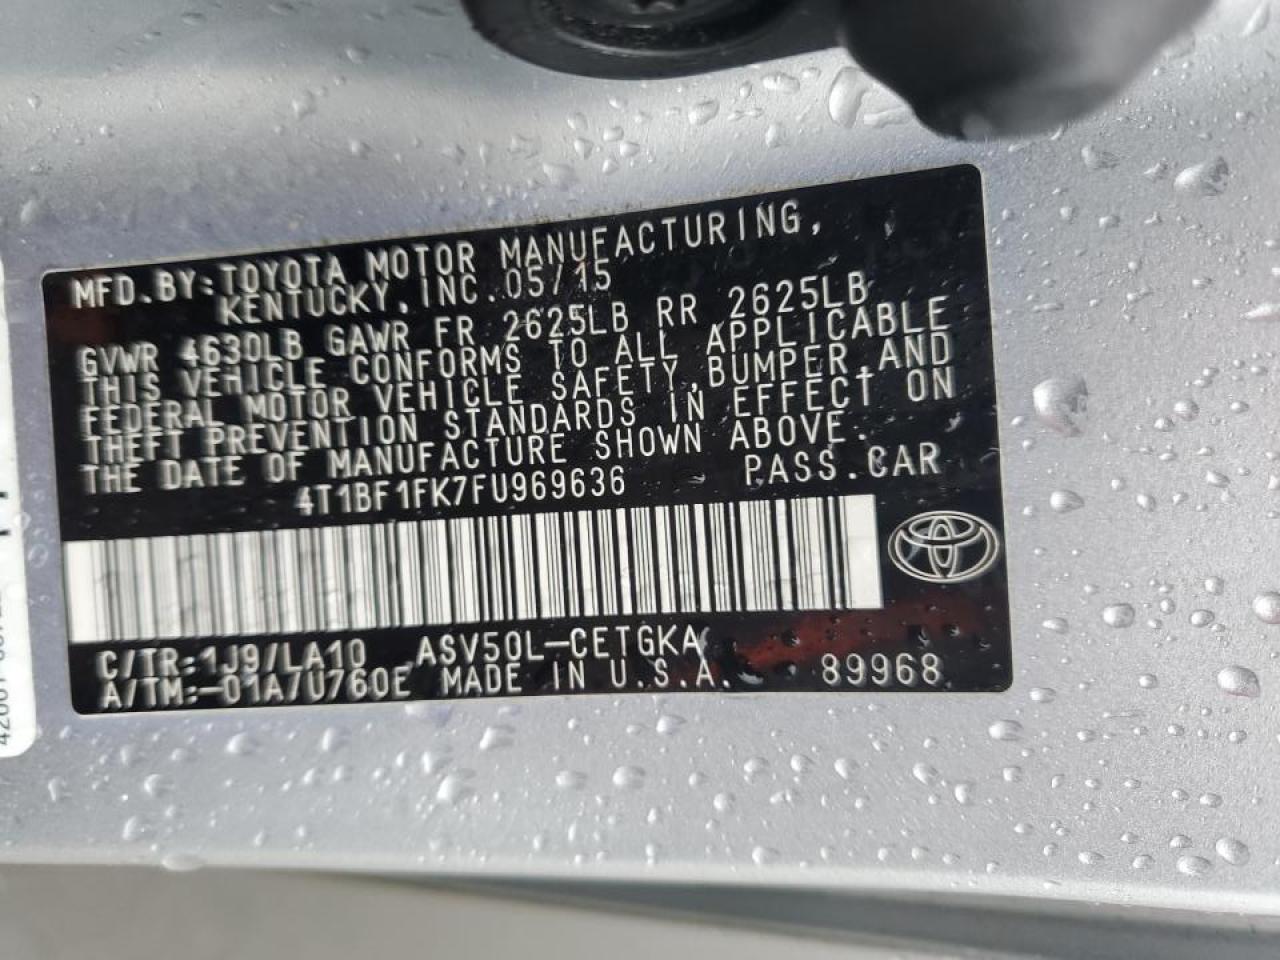 MFD.BY:TOYOTA MOTOR MANUFACTURING,
KENTUCKY, INC. 05/15
GVWR 4630LB GAWR FR 2625LB RR 2625LB
THIS VEHICLE CONFORMS TO ALL APPLICABLE
FEDERAL MOTOR VEHICLE SAFETY,BUMPER,AND
THEFT PREVENTION STANDARDS IN EFFECT ON
THE DATE OF MANUFACTURE SHOWN ABOVE.
4T1BF1FK7FU969636 PASS.CAR
C/TR:1J9/LA10 ASV50L-CETGKA
A/TM:-01A/U760E MADE IN U.S.A. 89968